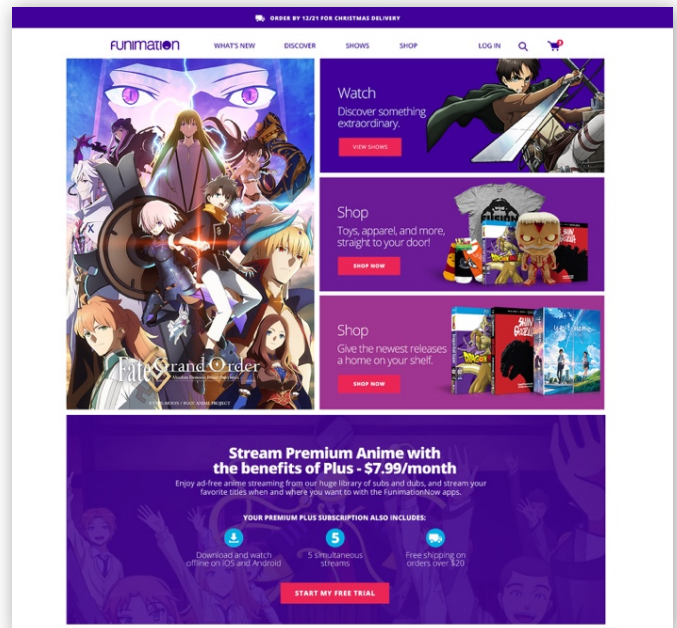 ORDER BY 12/21 FOR CHRISTMAS DELIVERY
FUNIMATION WHAT'S NEW DISCOVER SHOWS SHOP LOG IN
Fate Grand Order
Watch
Discover something
extraordinary.
VIEW SHOWS
Shop
Toys, apparel, and more,
straight to your door!
SHOP NOW
Shop
Give the newest releases
a home on your shelf.
SHOP NOW
Stream Premium Anime with
the benefits of Plus - $7.99/month
Enjoy ad-free anime streaming from our huge library of subs and dubs, and stream your
favorite titles when and where you want to with the FunimationNow apps.
YOUR PREMIUM PLUS SUBSCRIPTION ALSO INCLUDES:
5
Download and watch
offline on iOS and Android
5 simultaneous
streams
Free shipping on
orders over $20
START MY FREE TRIAL